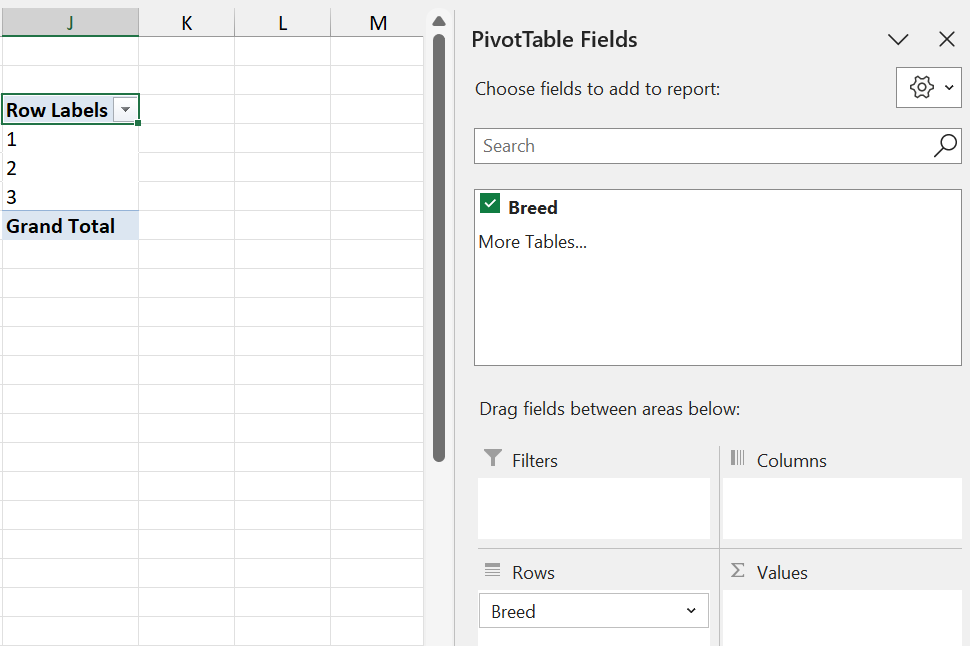 J K L M
Row Labels
1
2
3
Grand Total
PivotTable Fields
Choose fields to add to report:
Search
Breed
More Tables...
Drag fields between areas below:
Filters
Columns
Rows
Σ Values
Breed